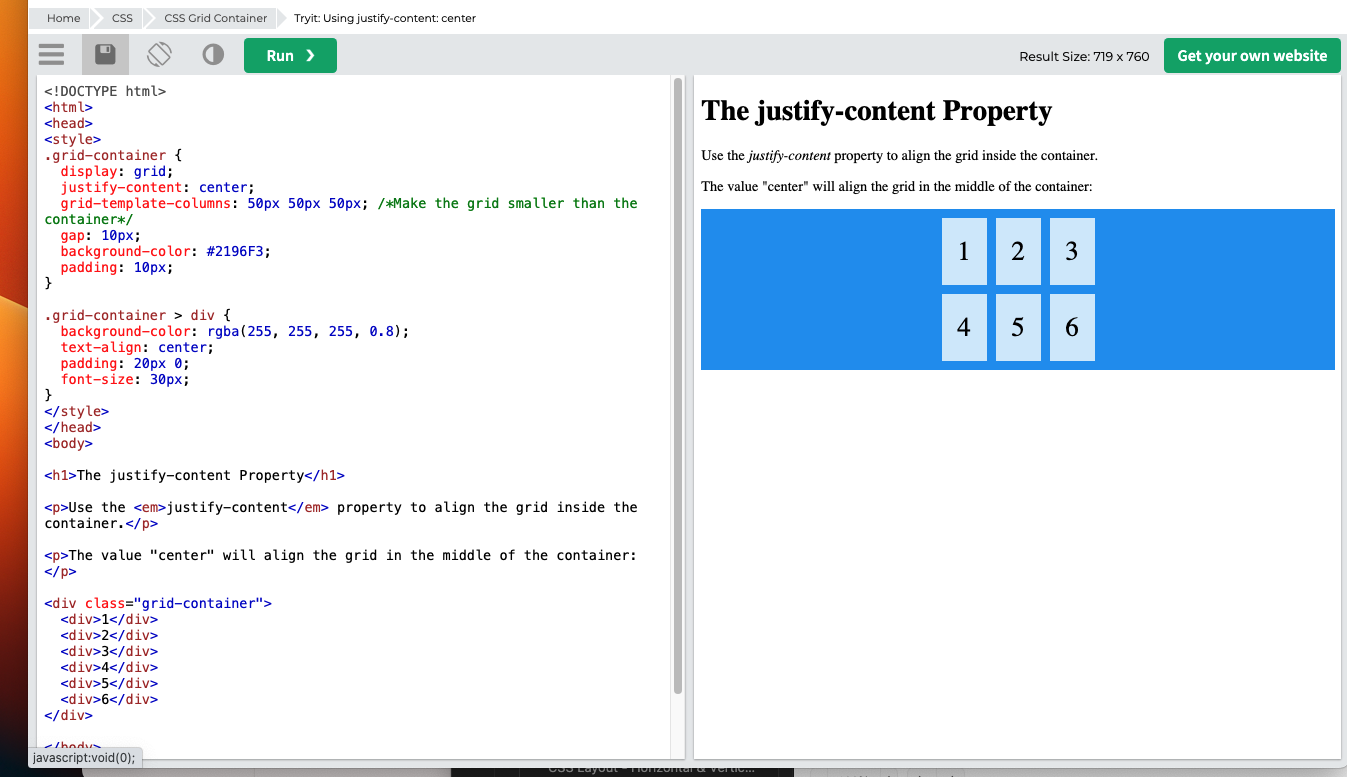 Home CSS CSS Grid Container Tryit: Using justify-content: center
Run ❯ Result Size: 719 x 760 Get your own website
<!DOCTYPE html>
<html>
<head>
<style>
.grid-container {
  display: grid;
  justify-content: center;
  grid-template-columns: 50px 50px 50px; /*Make the grid smaller than the
container*/
  gap: 10px;
  background-color: #2196F3;
  padding: 10px;
}

.grid-container > div {
  background-color: rgba(255, 255, 255, 0.8);
  text-align: center;
  padding: 20px 0;
  font-size: 30px;
}
</style>
</head>
<body>

<h1>The justify-content Property</h1>

<p>Use the <em>justify-content</em> property to align the grid inside the
container.</p>

<p>The value "center" will align the grid in the middle of the container:
</p>

<div class="grid-container">
  <div>1</div>
  <div>2</div>
  <div>3</div>
  <div>4</div>
  <div>5</div>
  <div>6</div>
</div>

</body>
javascript:void(0);
The justify-content Property
Use the justify-content property to align the grid inside the container.
The value "center" will align the grid in the middle of the container:
1 2 3
4 5 6
CSS Layout - Horizontal & Vertic...